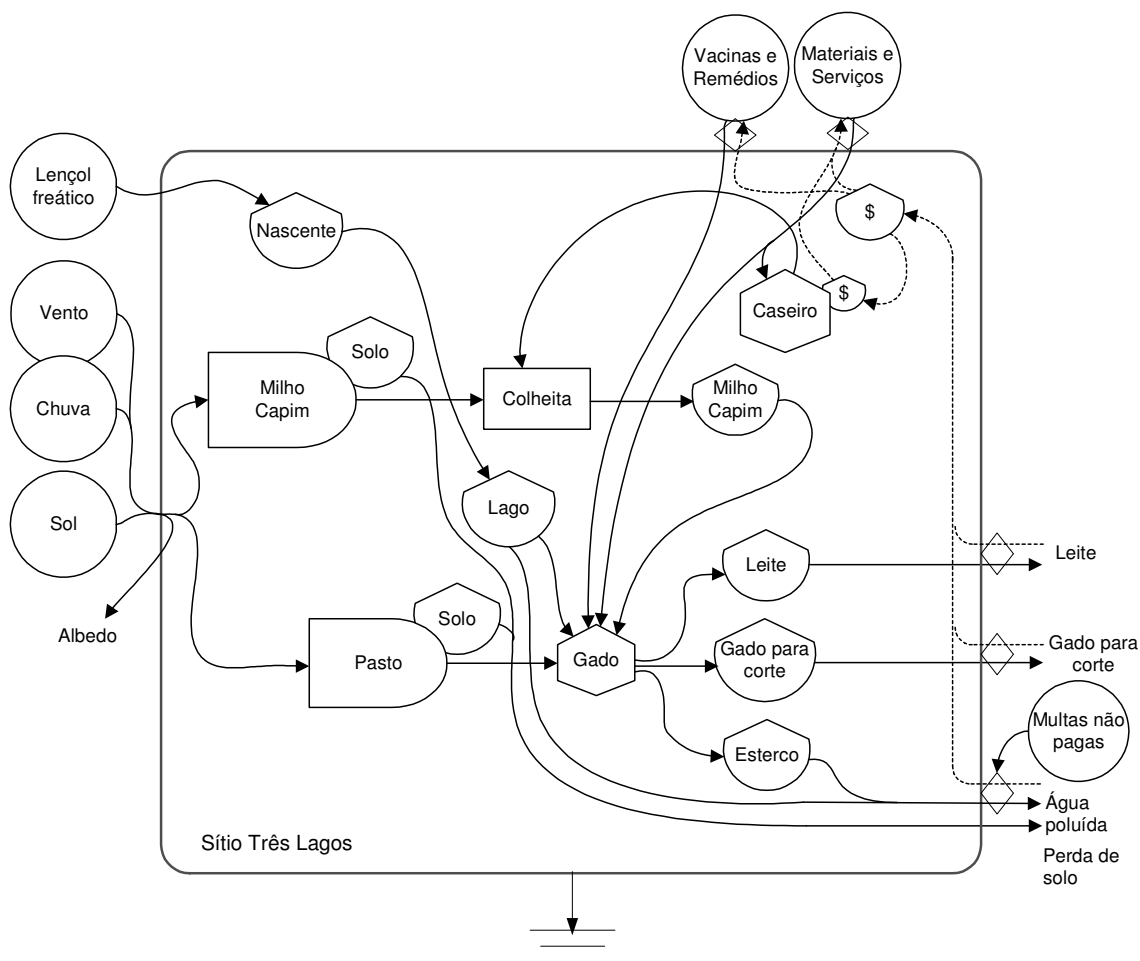 Vacinas e
Remédios
Materiais e
Serviços
Lençol
freático
Nascente
$
Vento
$
Caseiro
Solo
Milho
Capim
Chuva
Colheita
Milho
Capim
Lago
Sol
Leite
Leite
Albedo
Solo
Pasto
Gado
Gado para
corte
Gado para
corte
Multas não
pagas
Esterco
Água
poluída
Sítio Três Lagos
Perda de
solo